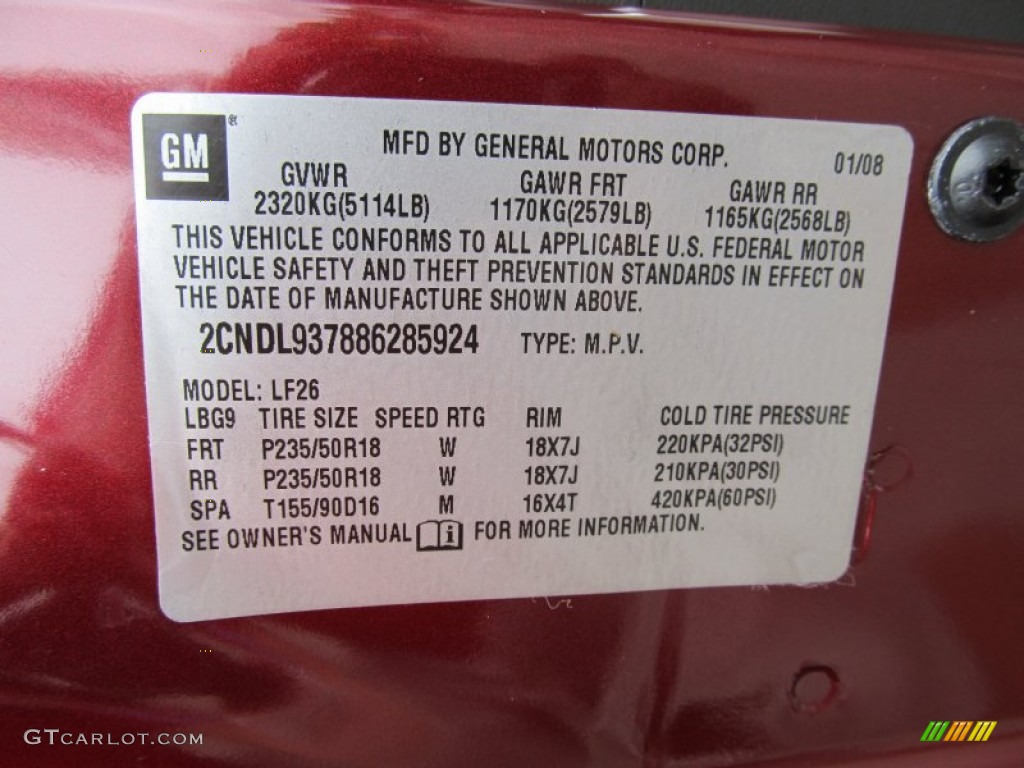 GM®
MFD BY GENERAL MOTORS CORP. 01/08
GVWR GAWR FRT GAWR RR
2320KG(5114LB) 1170KG(2579LB) 1165KG(2568LB)
THIS VEHICLE CONFORMS TO ALL APPLICABLE U.S. FEDERAL MOTOR
VEHICLE SAFETY AND THEFT PREVENTION STANDARDS IN EFFECT ON
THE DATE OF MANUFACTURE SHOWN ABOVE.
2CNDL937886285924 TYPE: M.P.V.
MODEL: LF26
LBG9 TIRE SIZE SPEED RTG RIM COLD TIRE PRESSURE
FRT P235/50R18 W 18X7J 220KPA(32PSI)
RR P235/50R18 W 18X7J 210KPA(30PSI)
SPA T155/90D16 M 16X4T 420KPA(60PSI)
SEE OWNER'S MANUAL i FOR MORE INFORMATION.
GTCARLOT.COM